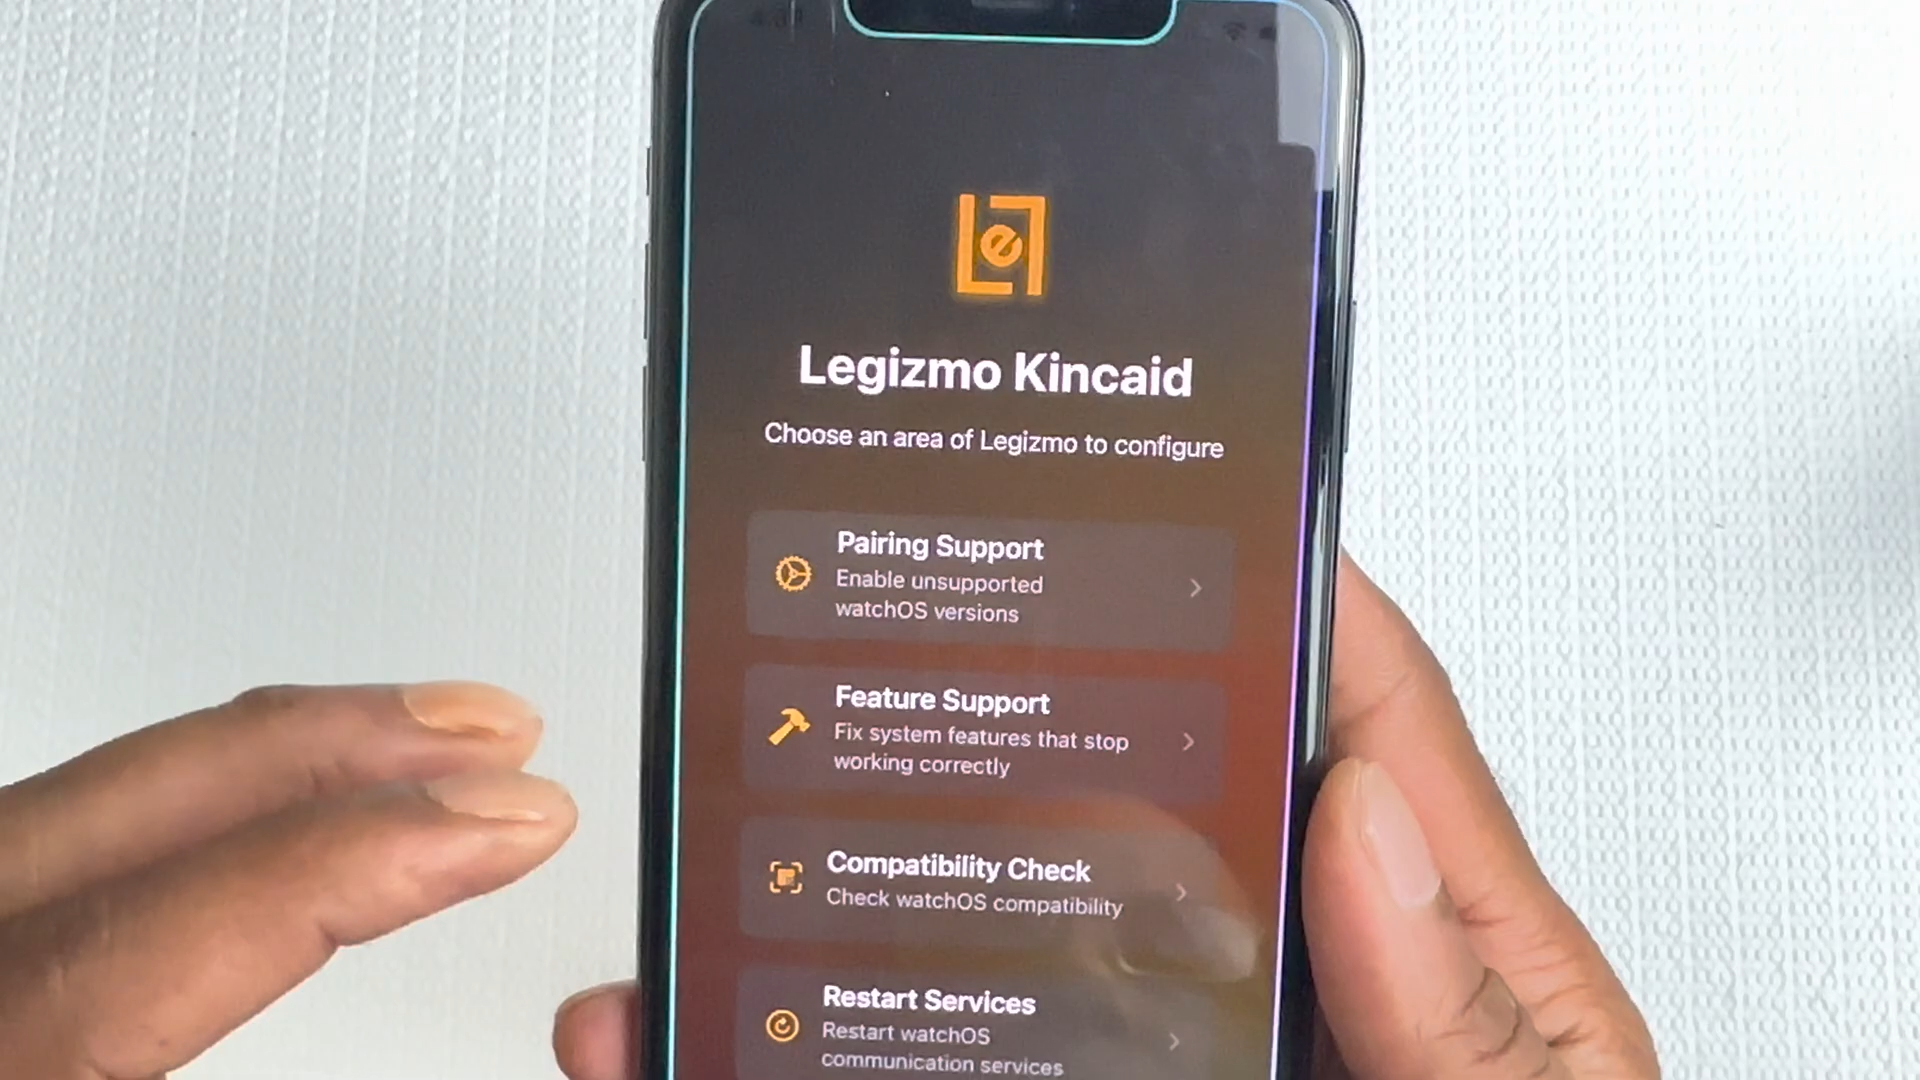 Legizmo Kincaid
Choose an area of Legizmo to configure
Pairing Support
Enable unsupported
watchOS versions
Feature Support
Fix system features that stop
working correctly
Compatibility Check
Check watchOS compatibility
Restart Services
Restart watchOS
communication services